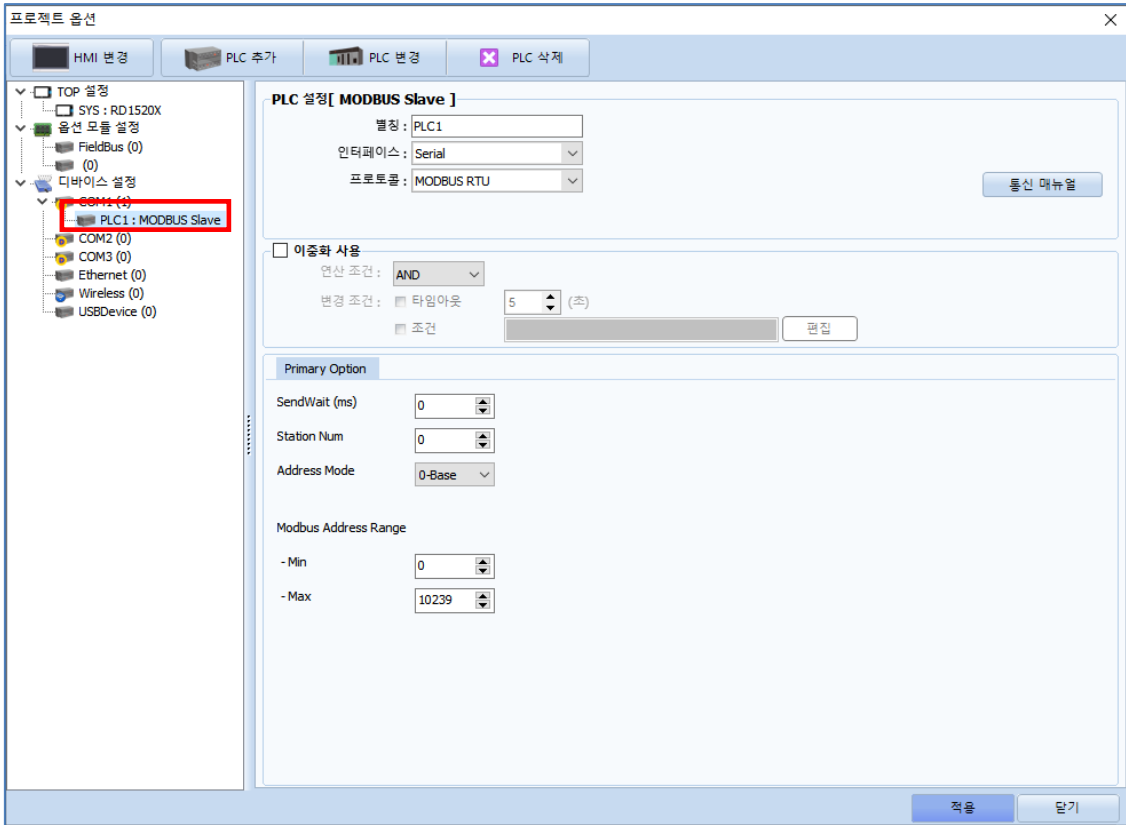 프로젝트 옵션
HMI 변경
PLC 추가
PLC 변경
PLC 삭제
TOP 설정
SYS : RD1520X
옵션 모듈 설정
FieldBus (0)
(0)
디바이스 설정
COM1 (1)
PLC1 : MODBUS Slave
COM2 (0)
COM3 (0)
Ethernet (0)
Wireless (0)
USBDevice (0)
PLC 설정[ MODBUS Slave ]
별칭 : PLC1
인터페이스 : Serial
프로토콜 : MODBUS RTU
통신 매뉴얼
이중화 사용
연산 조건 : AND
변경 조건 : 타임아웃 5 (초)
조건 편집
Primary Option
SendWait (ms) 0
Station Num 0
Address Mode 0-Base
Modbus Address Range
- Min 0
- Max 10239
적용 닫기